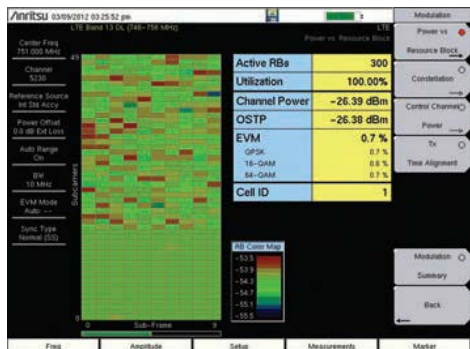 Anritsu 03/09/2012 03:25:52 pm
LTE Band 13 DL (746-756 MHz)
LTE
Power vs Resource Block
Center Freq
751.000 MHz
Channel
5230
Reference Source
Int Std Accy
Power Offset
0.0 dB Ext Loss
Auto Range
On
BW
10 MHz
EVM Mode
Auto: --
Sync Type
Normal (SS)
49
Subcarriers
0
0 Sub-Frame 9
Active RBs 300
Utilization 100.00%
Channel Power -26.39 dBm
OSTP -26.38 dBm
EVM 0.7 %
QPSK 0.7 %
16-QAM 0.6 %
64-QAM 0.7 %
Cell ID 1
RB Color Map
-53.5
-53.9
-54.3
-54.7
-55.1
-55.5
Modulation
Power vs
Resource Block
Constellation
Control Channel
Power
Tx
Time Alignment
Modulation
Summary
Back
Freq Amplitude Setup Measurements Marker